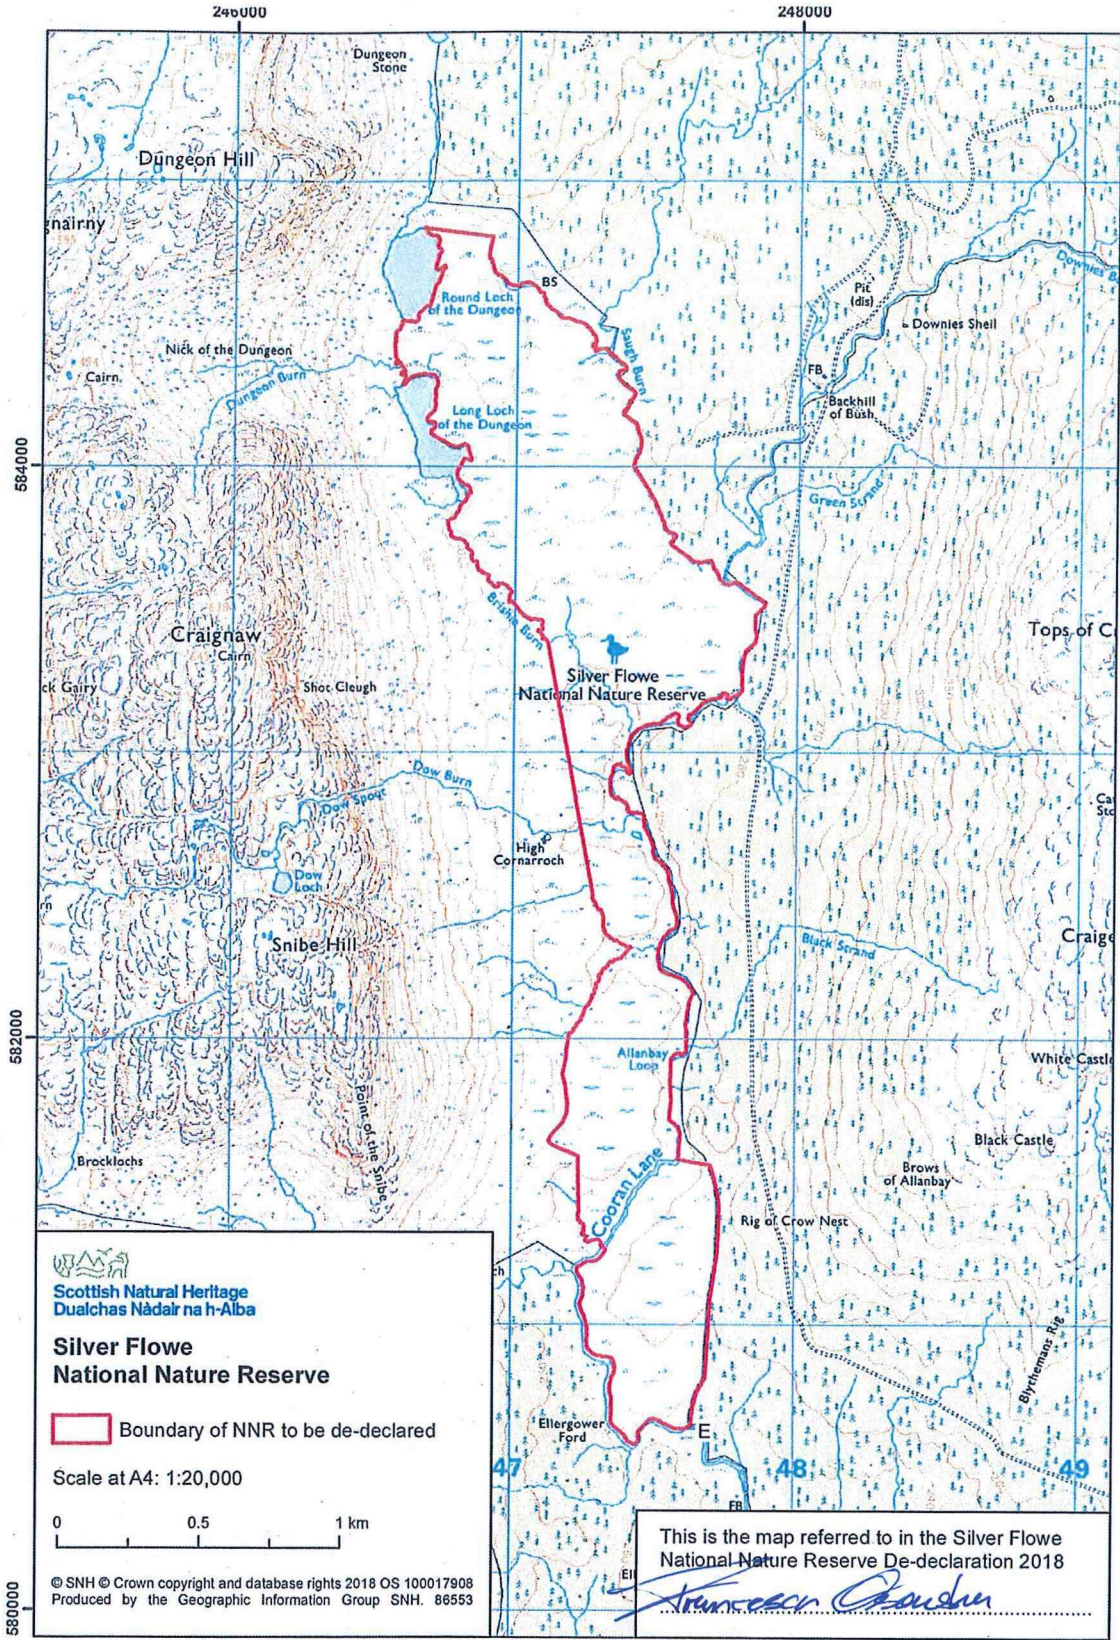 246000
248000
Dungeon
Stone
Dungeon Hill
gnairny
BS
Round Loch
of the Dungeon
Pit
(dis)
Downies B
Downies Sheil
Saugh Burn
Nick of the Dungeon
494
Cairn
Dungeon Burn
FB
Backhill
of Bush
Long Loch
of the Dungeon
584000
Green Strand
Brishie Burn
Craignaw
Cairn
Tops of C
ck Gairy
Shot Cleugh
Silver Flowe
National Nature Reserve
Dow Burn
Dow Spout
Ca
Sto
High
Cornarroch
Dow
Loch
Snibe Hill
Black Strand
Craige
582000
Allanbay
Loop
White Castle
Point of the Snibe
Black Castle
Brocklochs
Brows
of Allanbay
Cooran Lane
Rig of Crow Nest
ch
Blythemans Rig
Ellergower
Ford
E
47
48
49
FB
Ell
580000
Scottish Natural Heritage
Dualchas Nàdair na h-Alba
Silver Flowe
National Nature Reserve
Boundary of NNR to be de-declared
Scale at A4: 1:20,000
0 0.5 1 km
© SNH © Crown copyright and database rights 2018 OS 100017908
Produced by the Geographic Information Group SNH. 86553
This is the map referred to in the Silver Flowe
National Nature Reserve De-declaration 2018